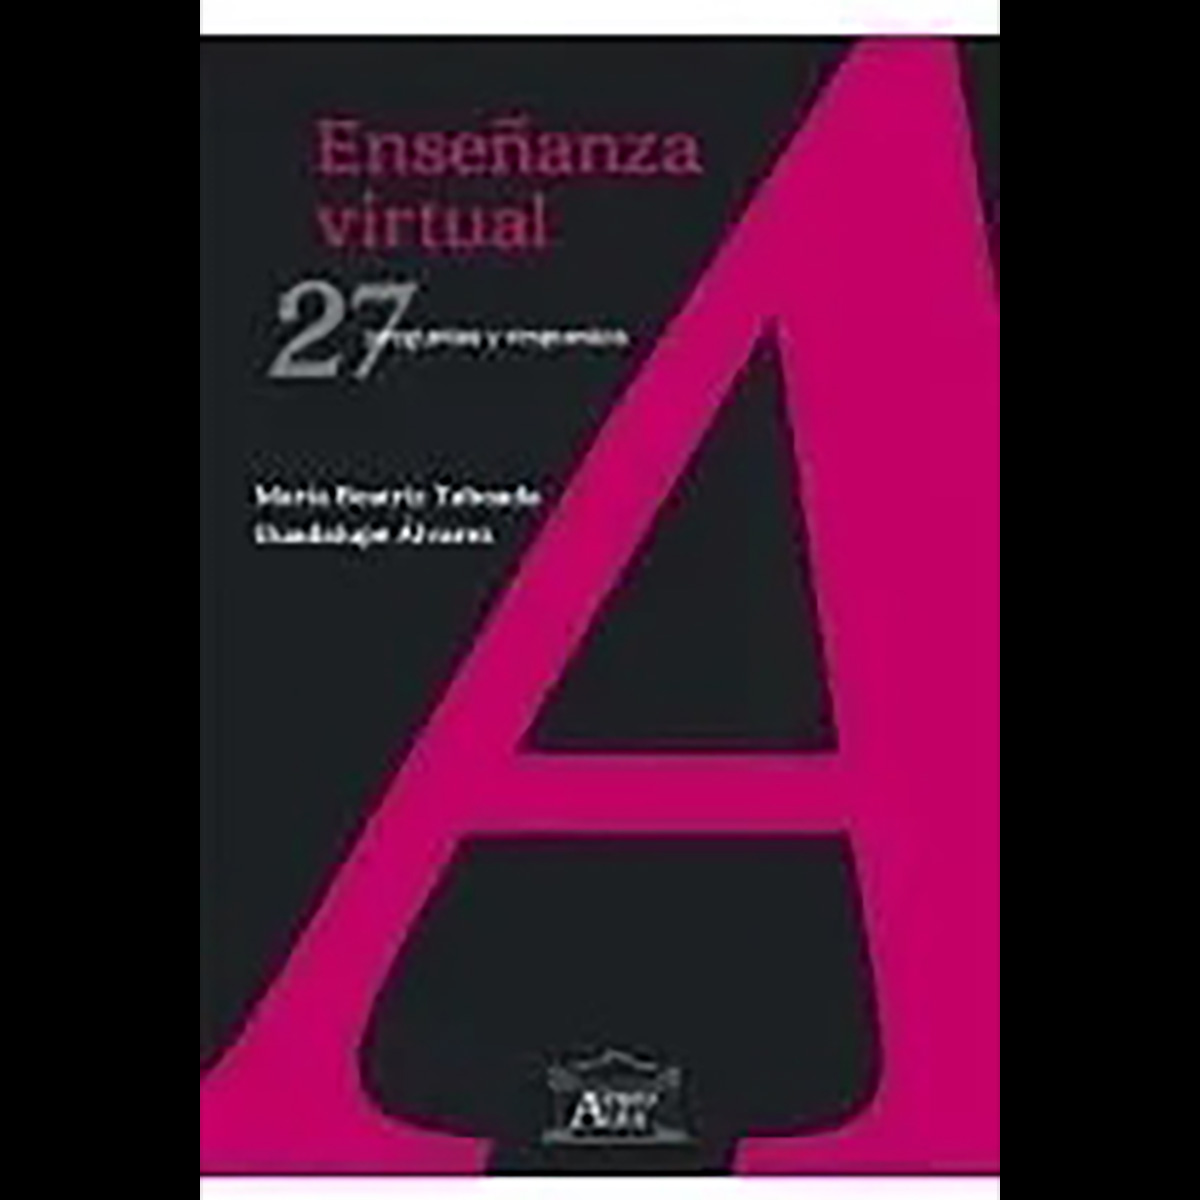 Enseñanza
virtual
27 preguntas y respuestas
María Beatriz Taboada
Guadalupe Álvarez
A